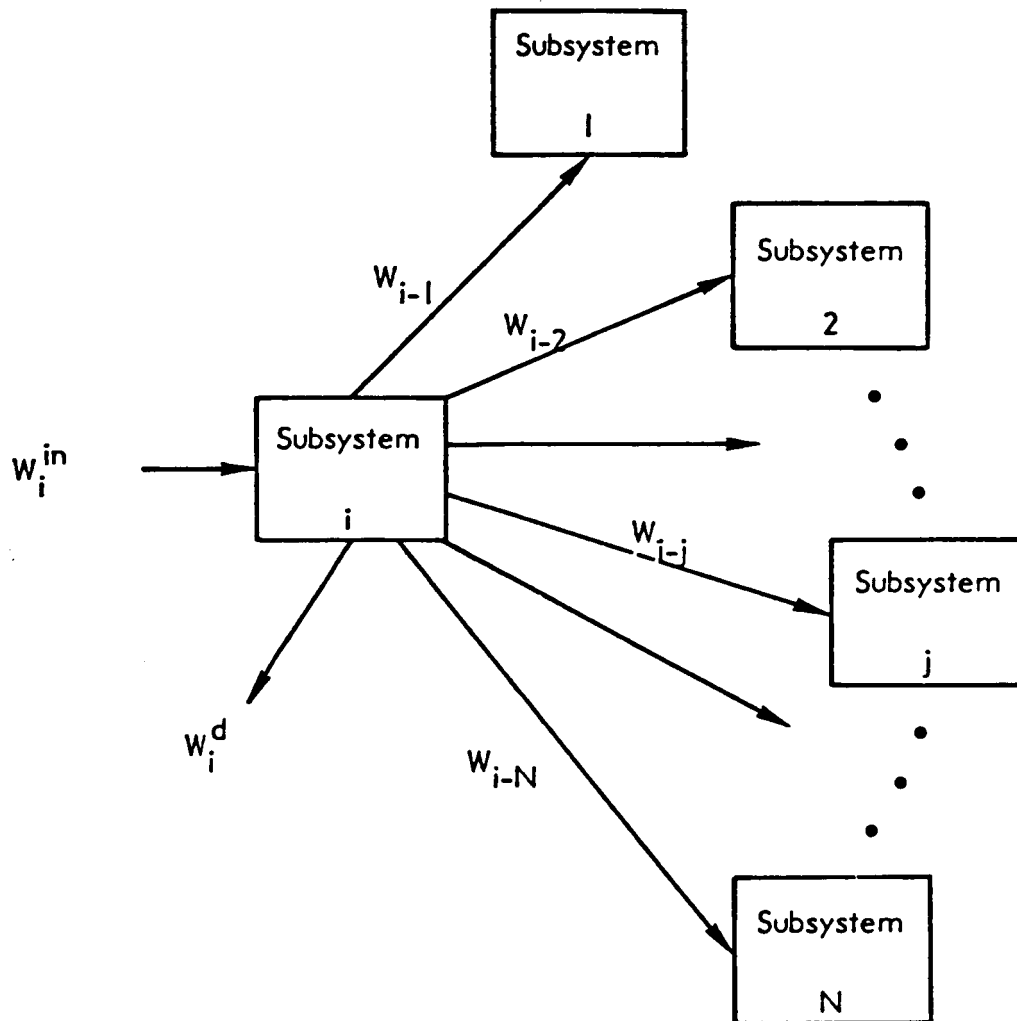 Subsystem
1
Subsystem
2
W_{i-1}
W_{i-2}
Subsystem
i
W_i^{in}
W_{i-j}
Subsystem
j
W_i^d
W_{i-N}
Subsystem
N